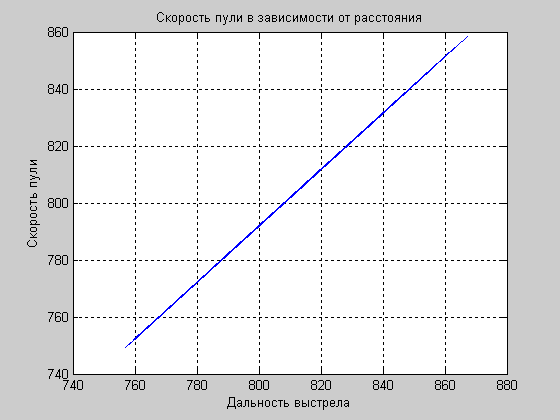 Скорость пули в зависимости от расстояния
860
840
820
800
780
760
740
Скорость пули
740 760 780 800 820 840 860 880
Дальность выстрела